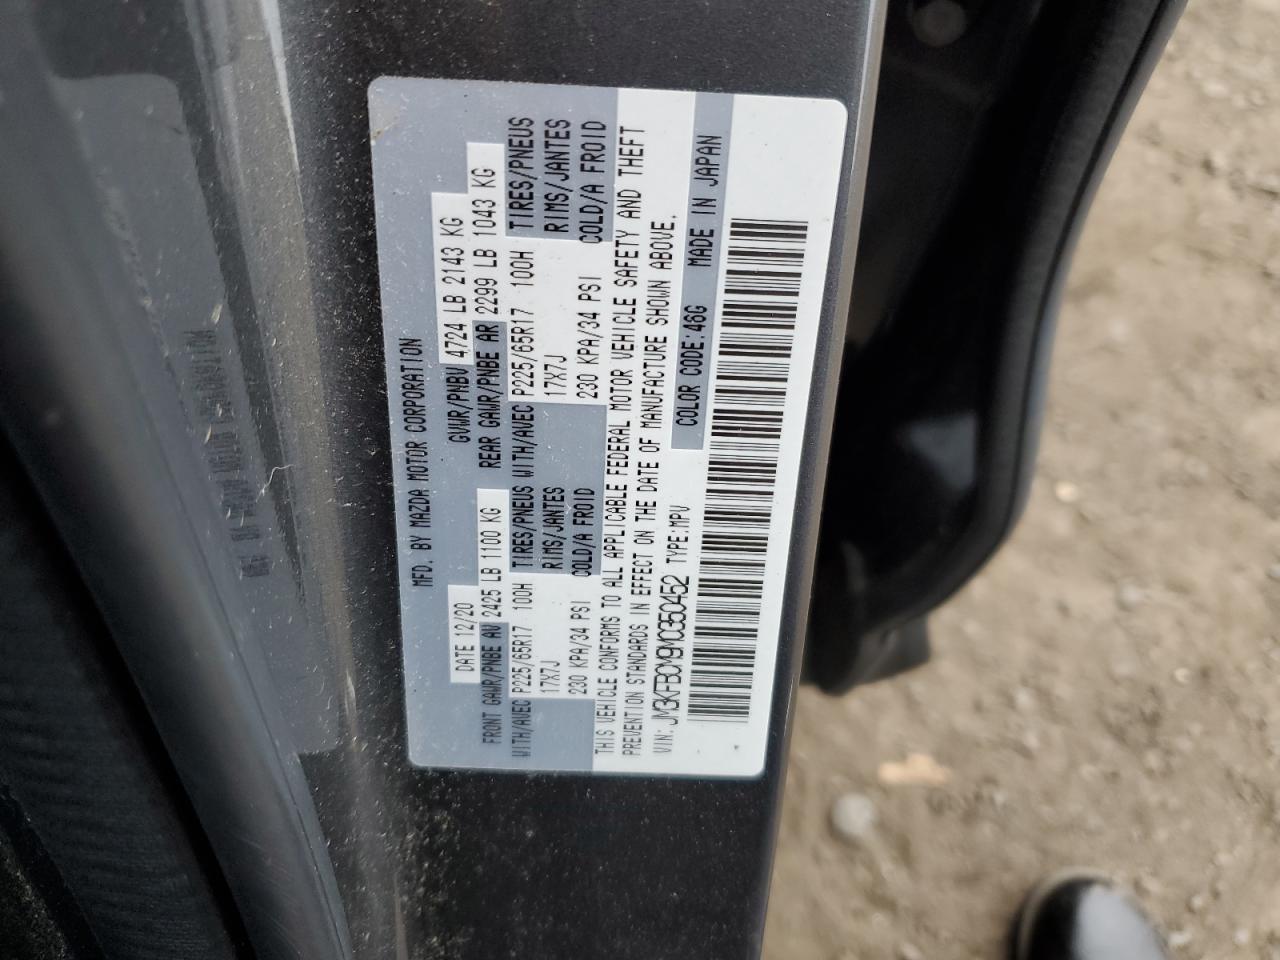 MFD. BY MAZDA MOTOR CORPORATION
DATE 12/20 GVWR/PNBV 4724 LB 2143 KG
FRONT GAWR/PNBE AV 2425 LB 1100 KG REAR GAWR/PNBE AR 2299 LB 1043 KG
WITH/AVEC P225/65R17 100H TIRES/PNEUS WITH/AVEC P225/65R17 100H TIRES/PNEUS
17X7J RIMS/JANTES 17X7J RIMS/JANTES
230 KPA/34 PSI COLD/A FROID 230 KPA/34 PSI COLD/A FROID
THIS VEHICLE CONFORMS TO ALL APPLICABLE FEDERAL MOTOR VEHICLE SAFETY AND THEFT
PREVENTION STANDARDS IN EFFECT ON THE DATE OF MANUFACTURE SHOWN ABOVE.
VIN: JM3KFBCM9M0350452 TYPE:MPV COLOR CODE:46G MADE IN JAPAN